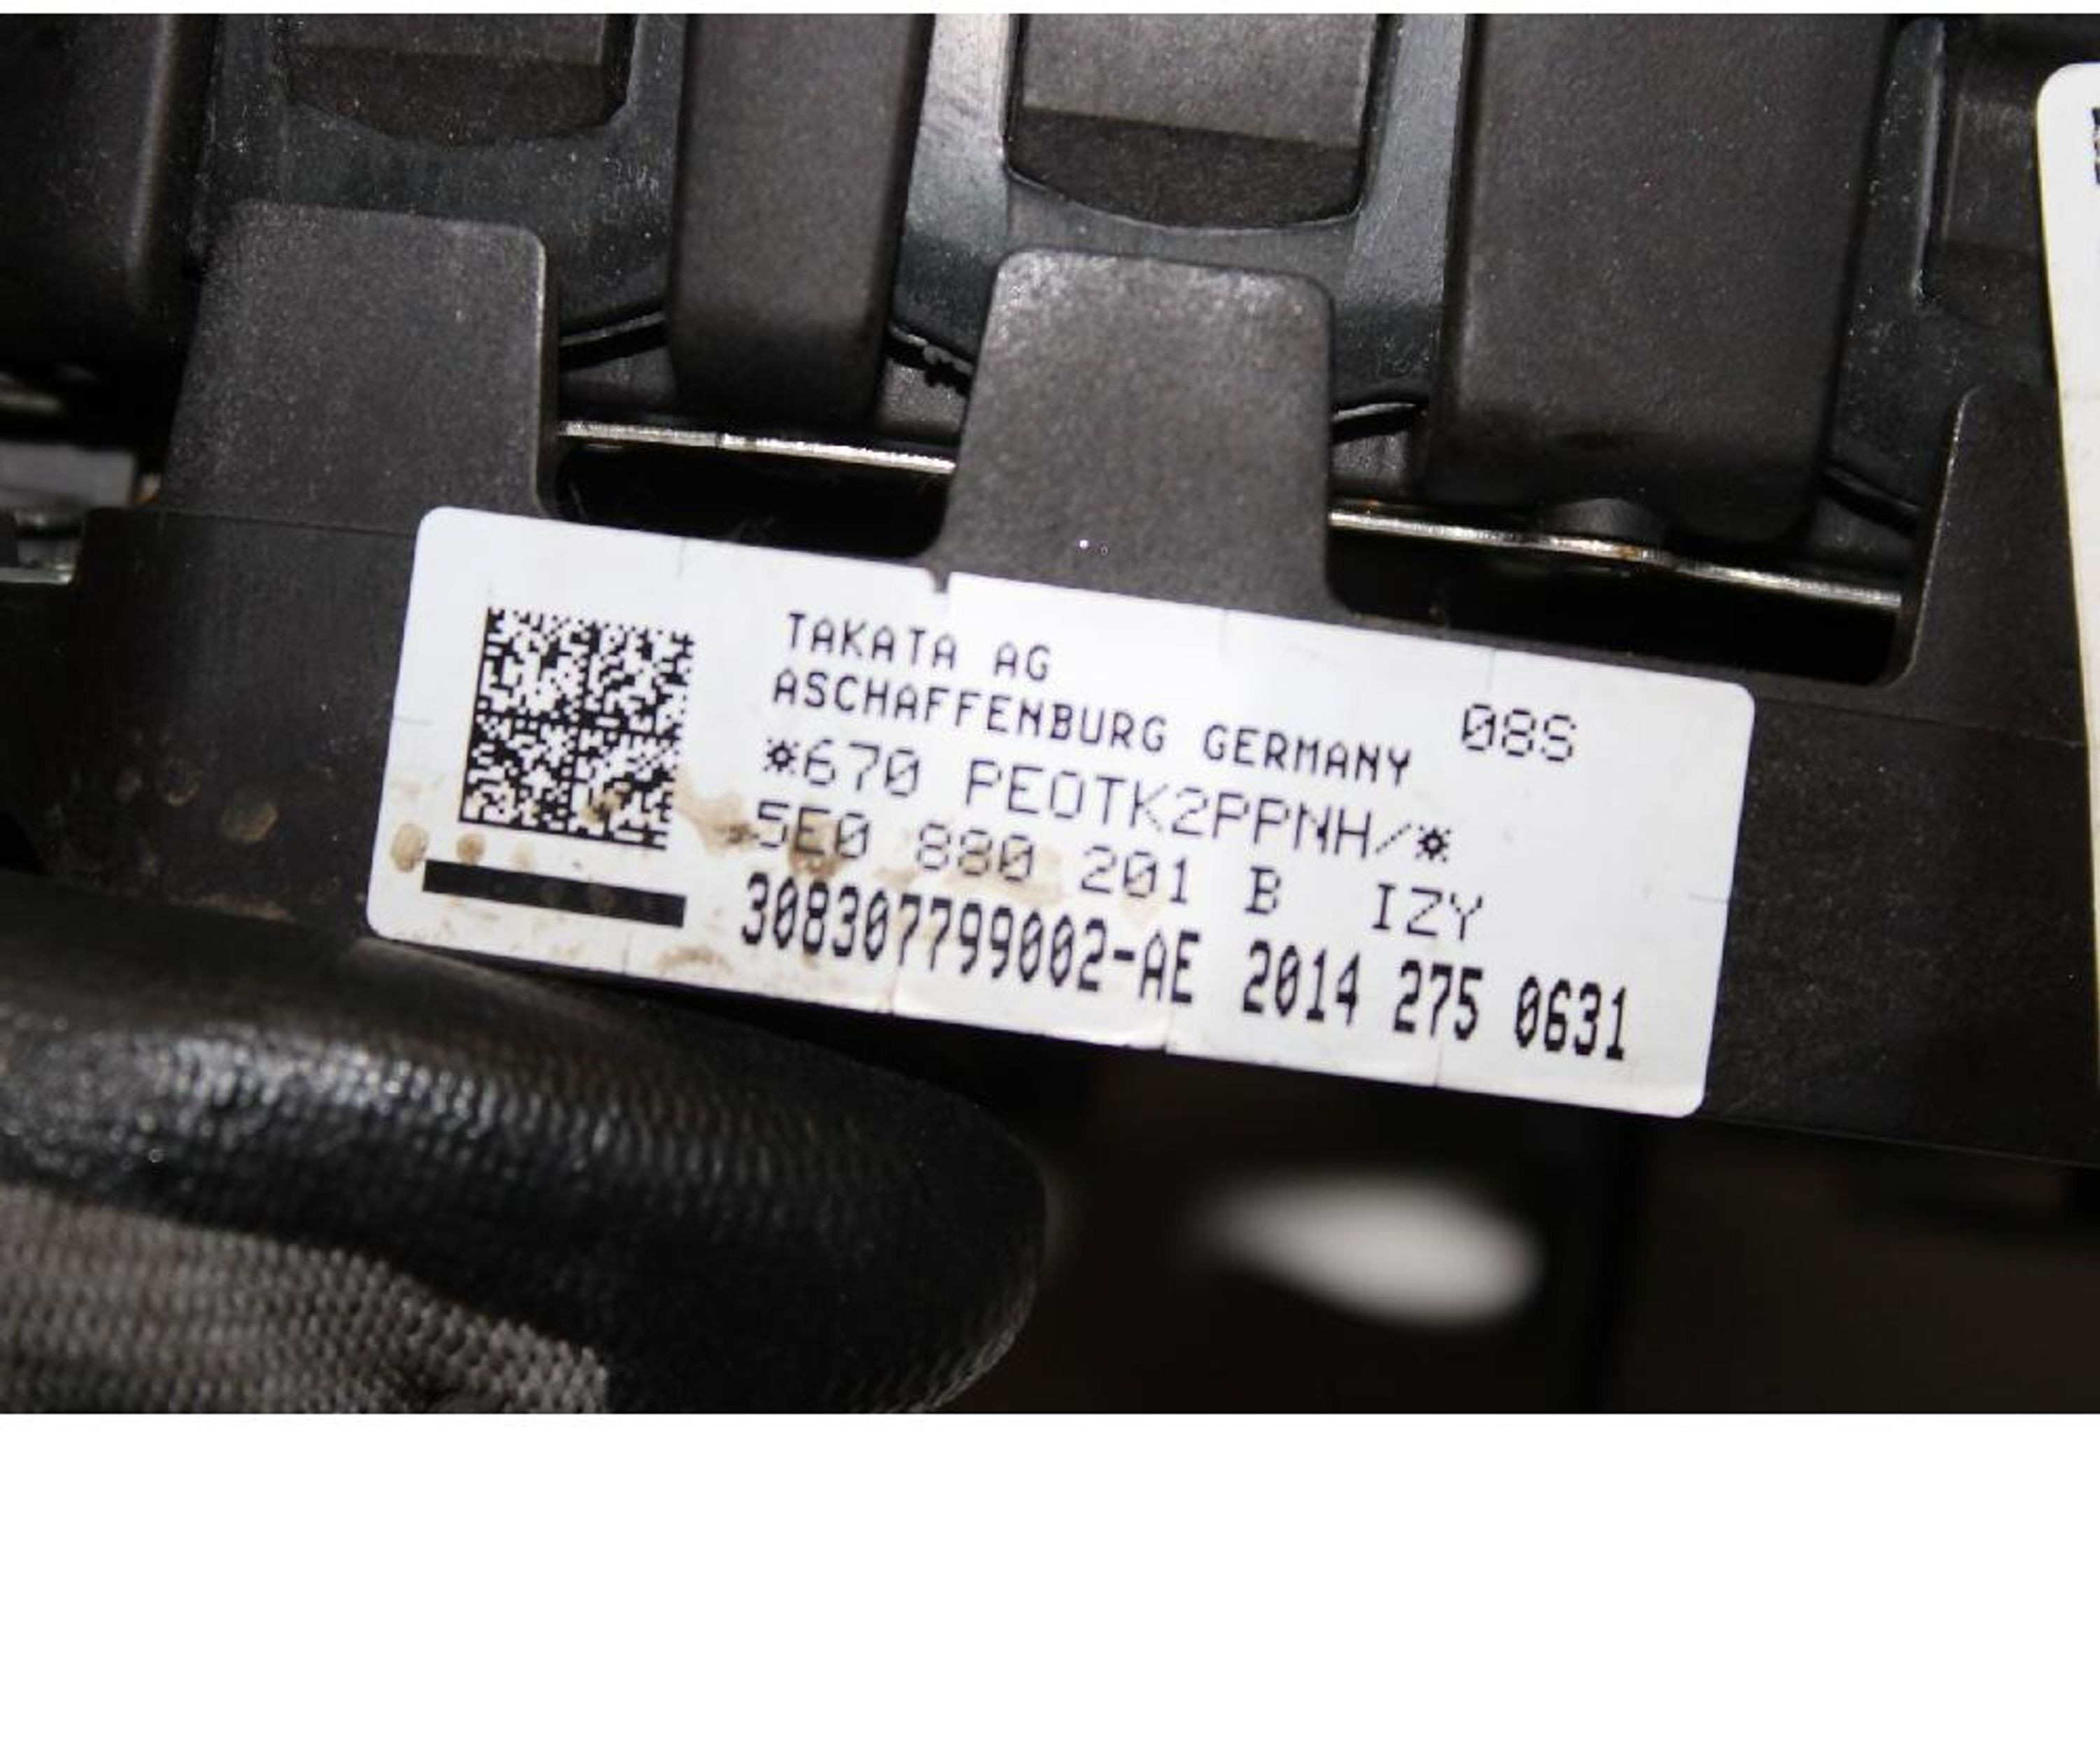 TAKATA AG
ASCHAFFENBURG GERMANY 08S
*670 PEOTK2PPNH/*
5E0 880 201 B IZY
308307799002-AE 2014 275 0631